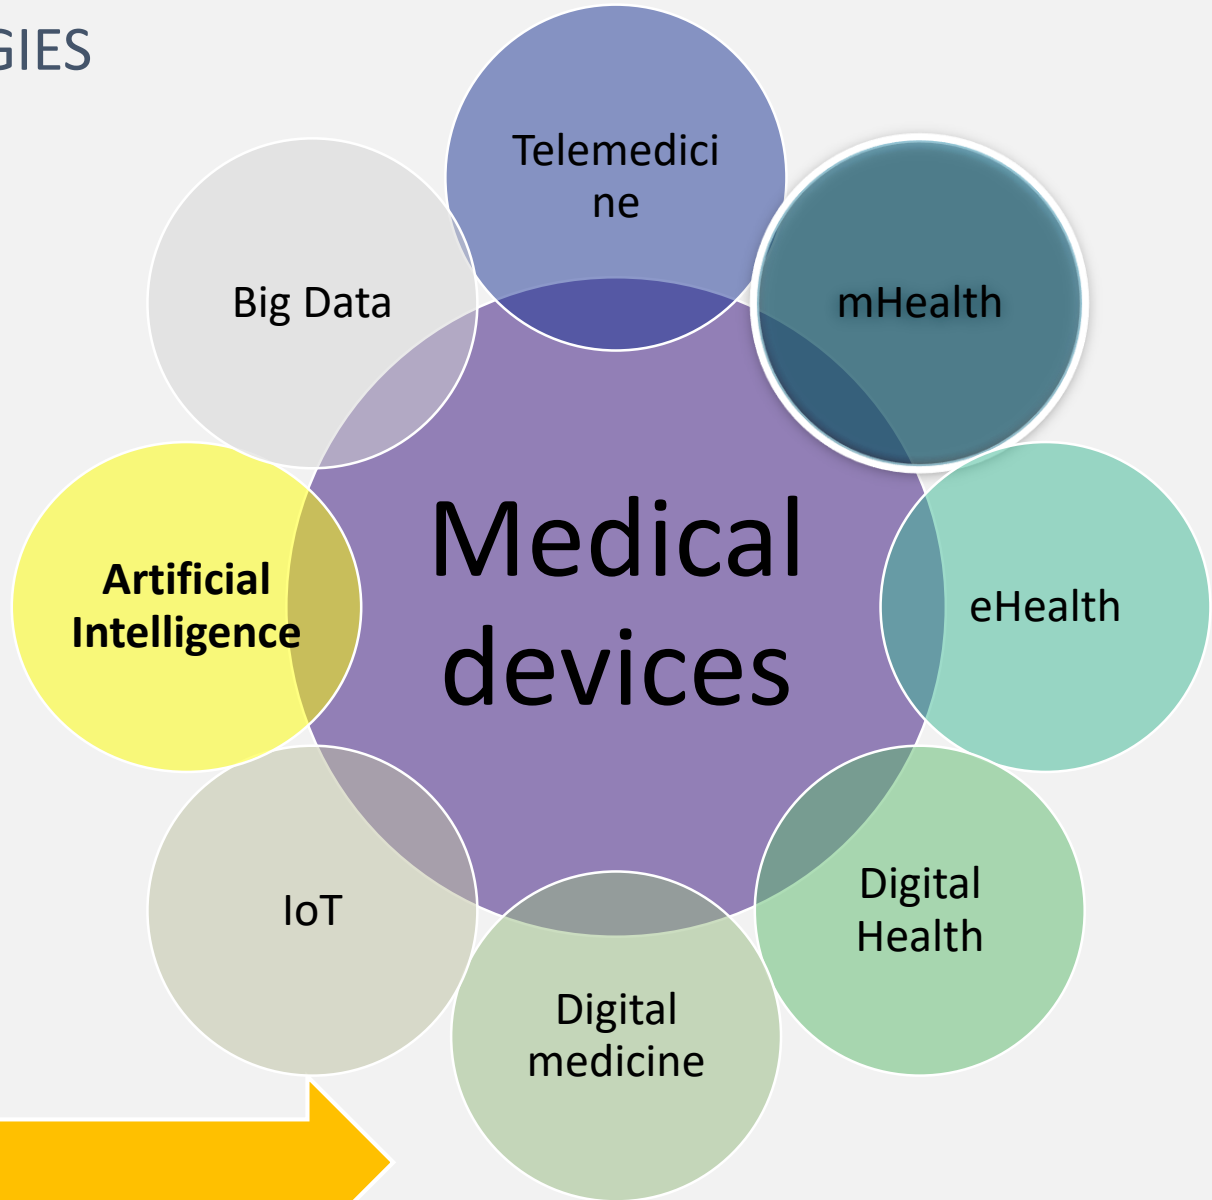 GIES
Telemedici
ne
mHealth
Big Data
Medical
devices
Artificial
Intelligence
eHealth
IoT
Digital
Health
Digital
medicine